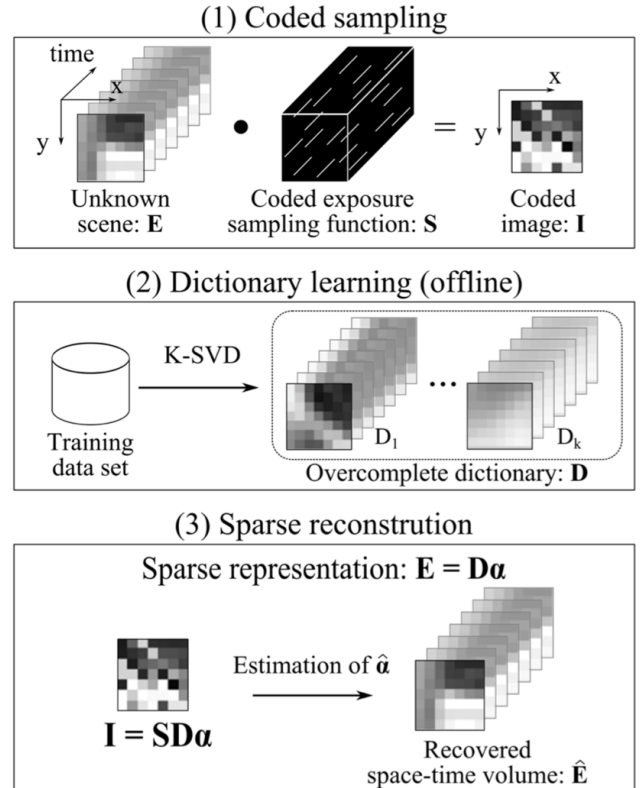 (1) Coded sampling
time
x
y
Unknown
scene: E
Coded exposure
sampling function: S
=
x
y
Coded
image: I
(2) Dictionary learning (offline)
K-SVD
Training
data set
D1
...
Dk
Overcomplete dictionary: D
(3) Sparse reconstrution
Sparse representation: E = Dα
I = SDα
Estimation of α̂
Recovered
space-time volume: Ê